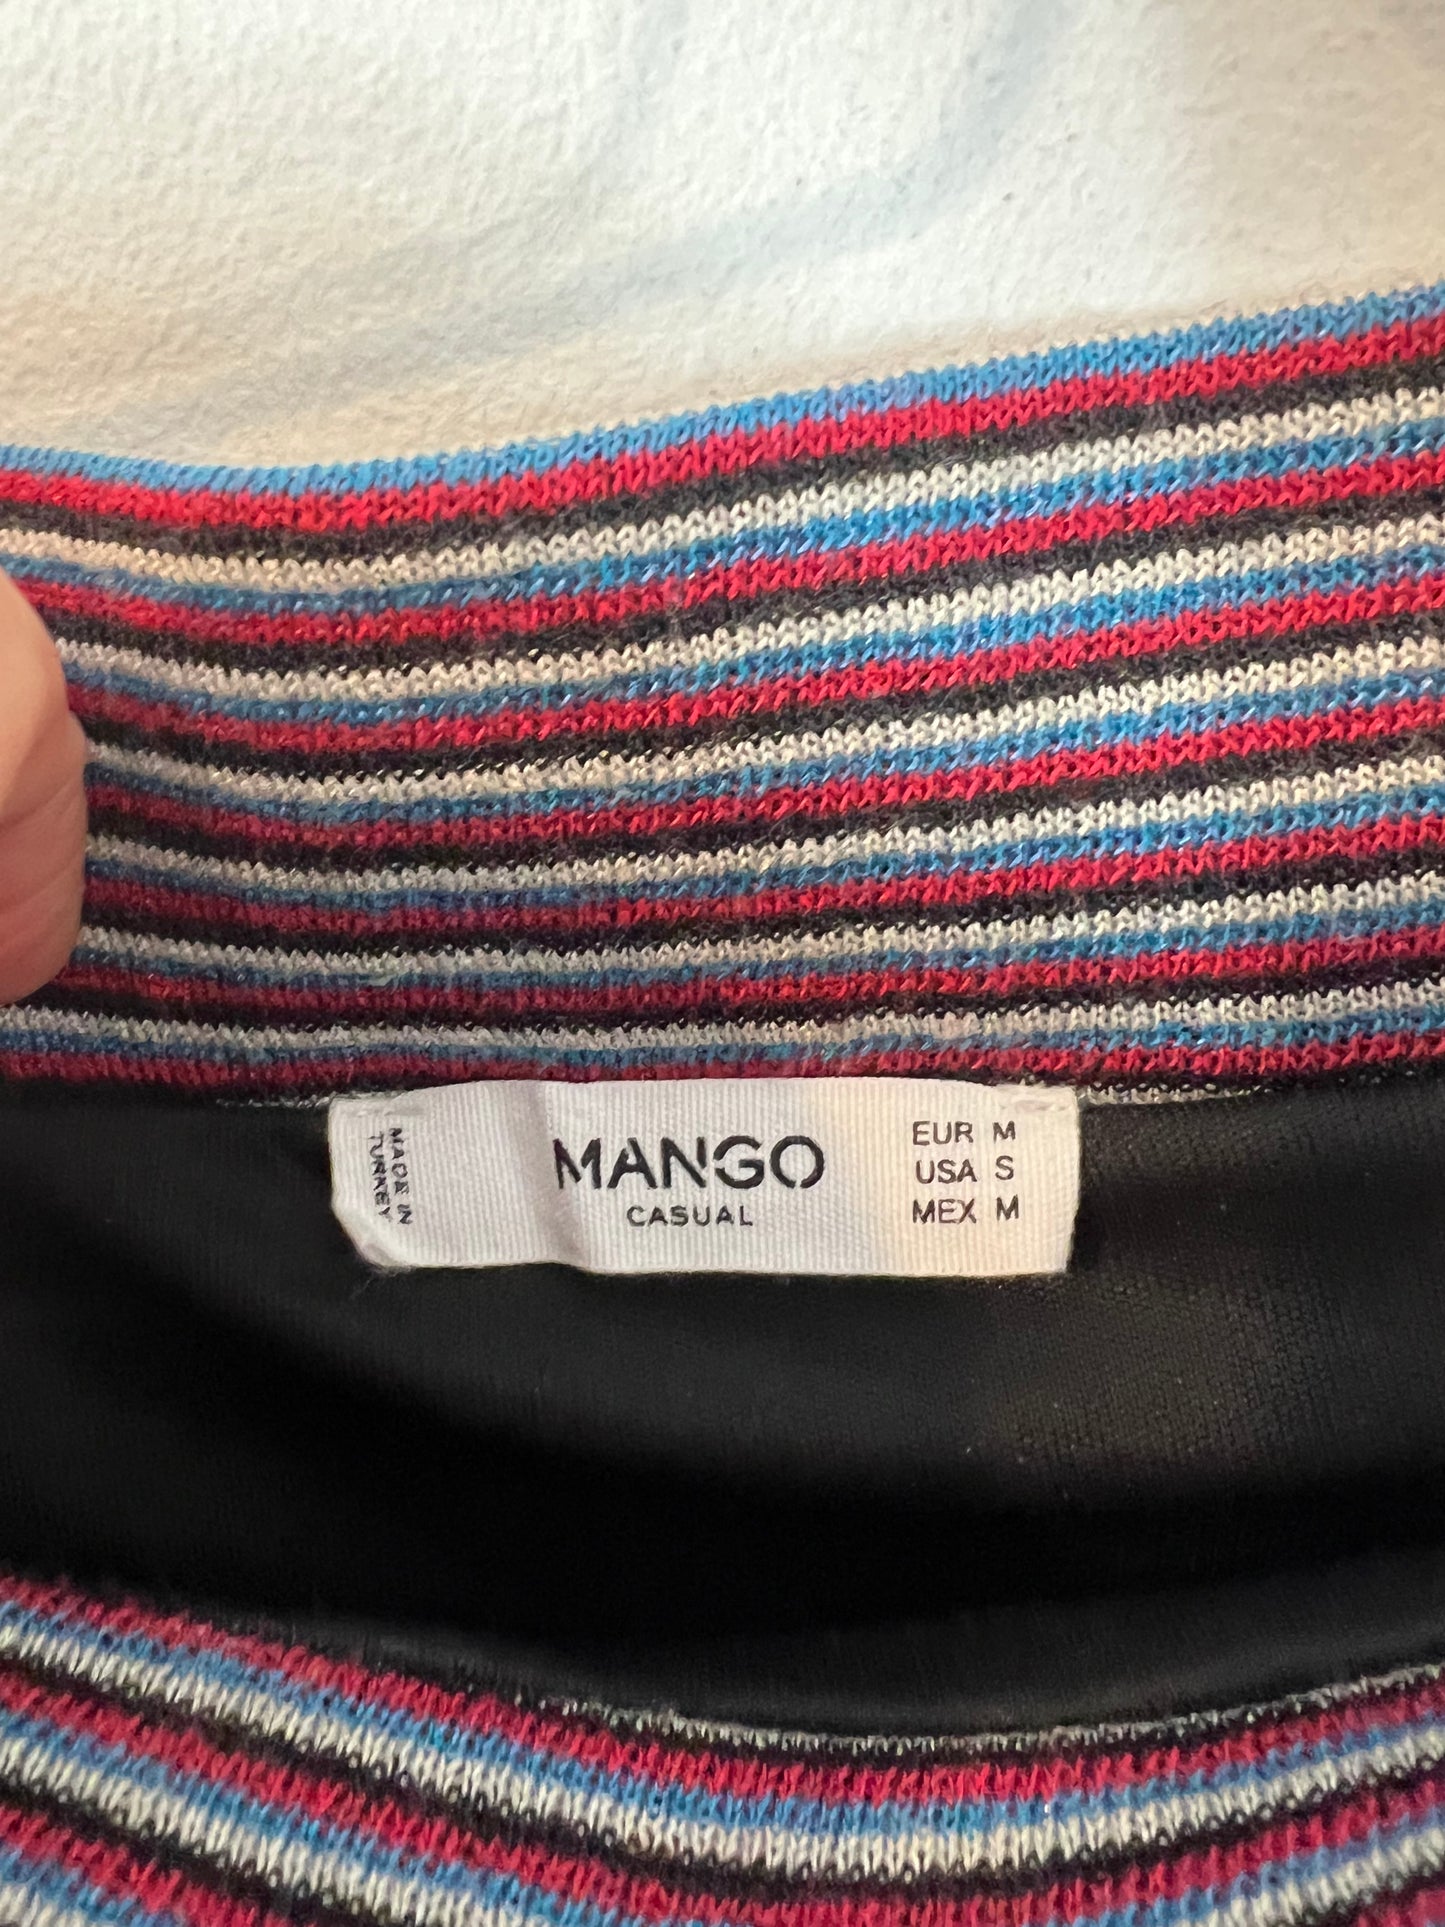 MADE IN
TURKEY
MANGO
CASUAL
EUR M
USA S
MEX M